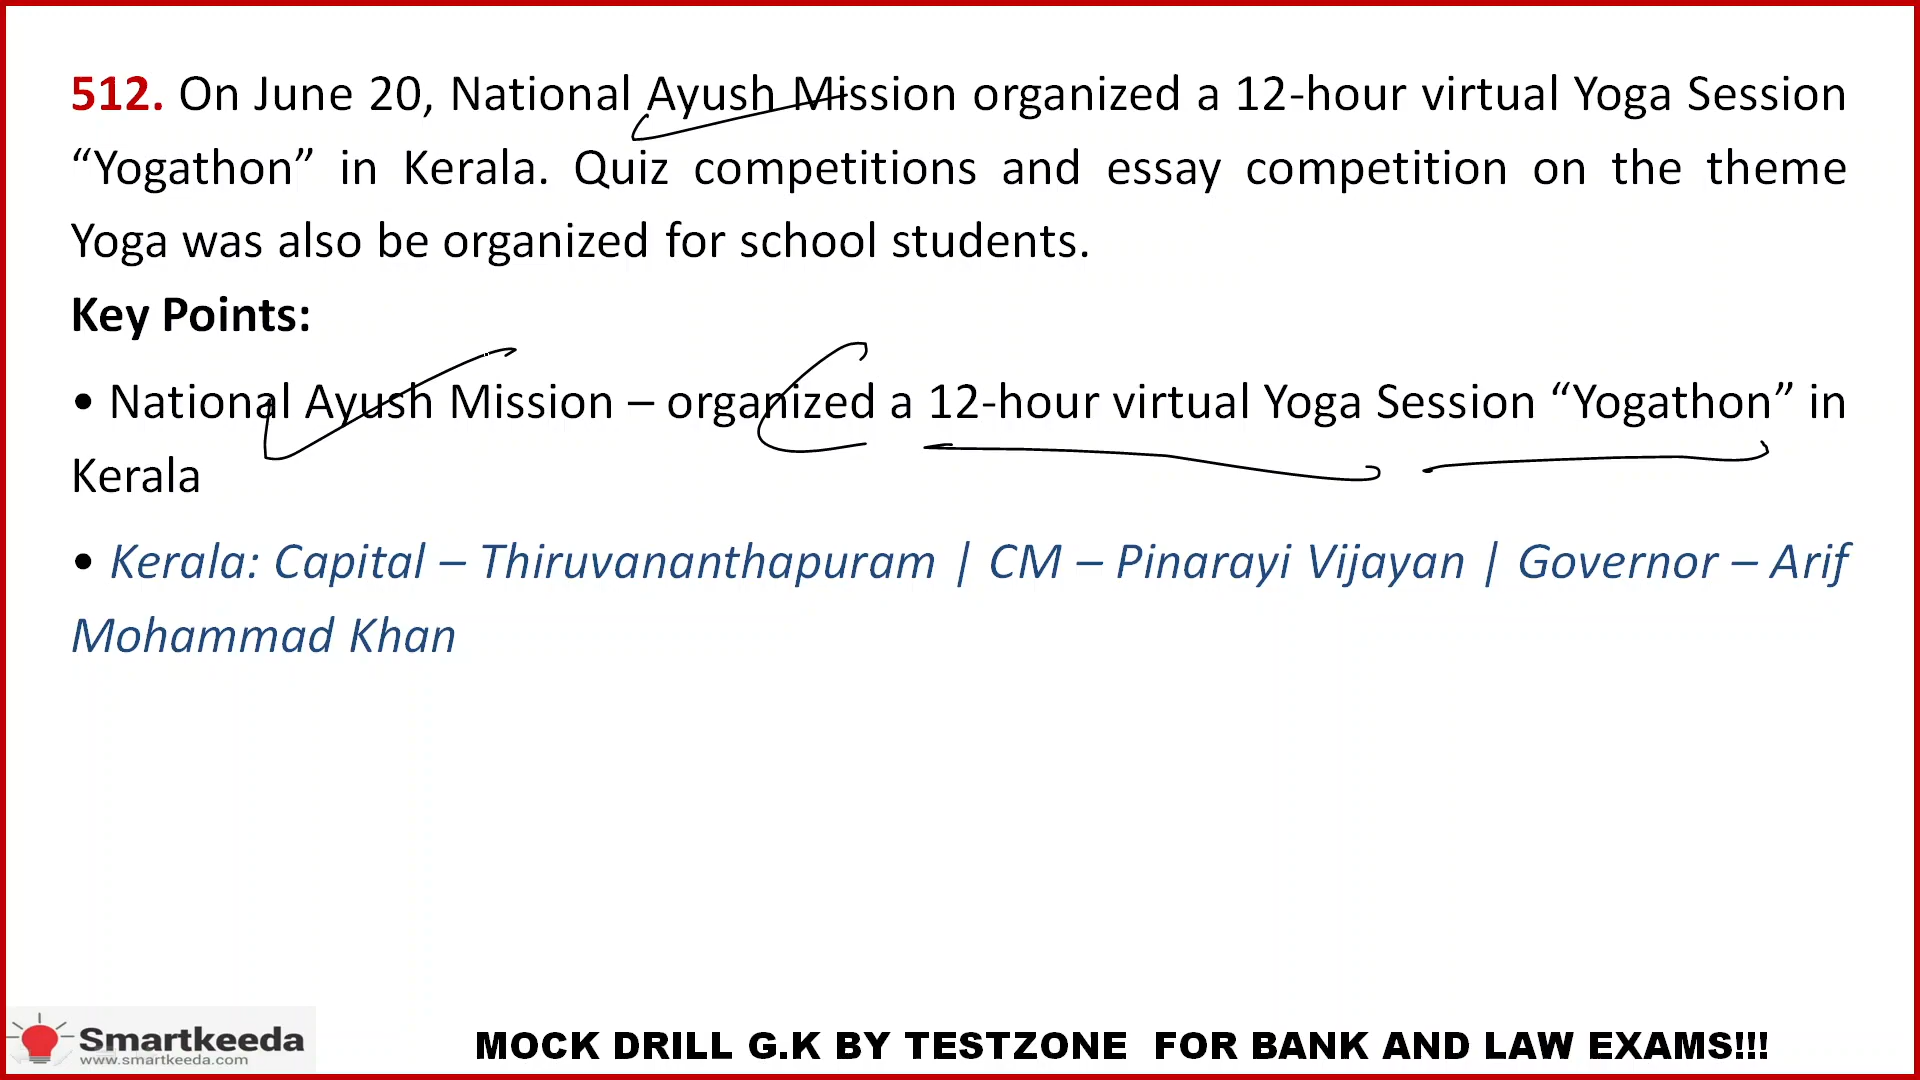 512. On June 20, National Ayush Mission organized a 12-hour virtual Yoga Session
“Yogathon” in Kerala. Quiz competitions and essay competition on the theme
Yoga was also be organized for school students.
Key Points:
• National Ayush Mission – organized a 12-hour virtual Yoga Session “Yogathon” in
Kerala
• Kerala: Capital – Thiruvananthapuram | CM – Pinarayi Vijayan | Governor – Arif
Mohammad Khan
Smartkeeda
www.smartkeeda.com
MOCK DRILL G.K BY TESTZONE FOR BANK AND LAW EXAMS!!!